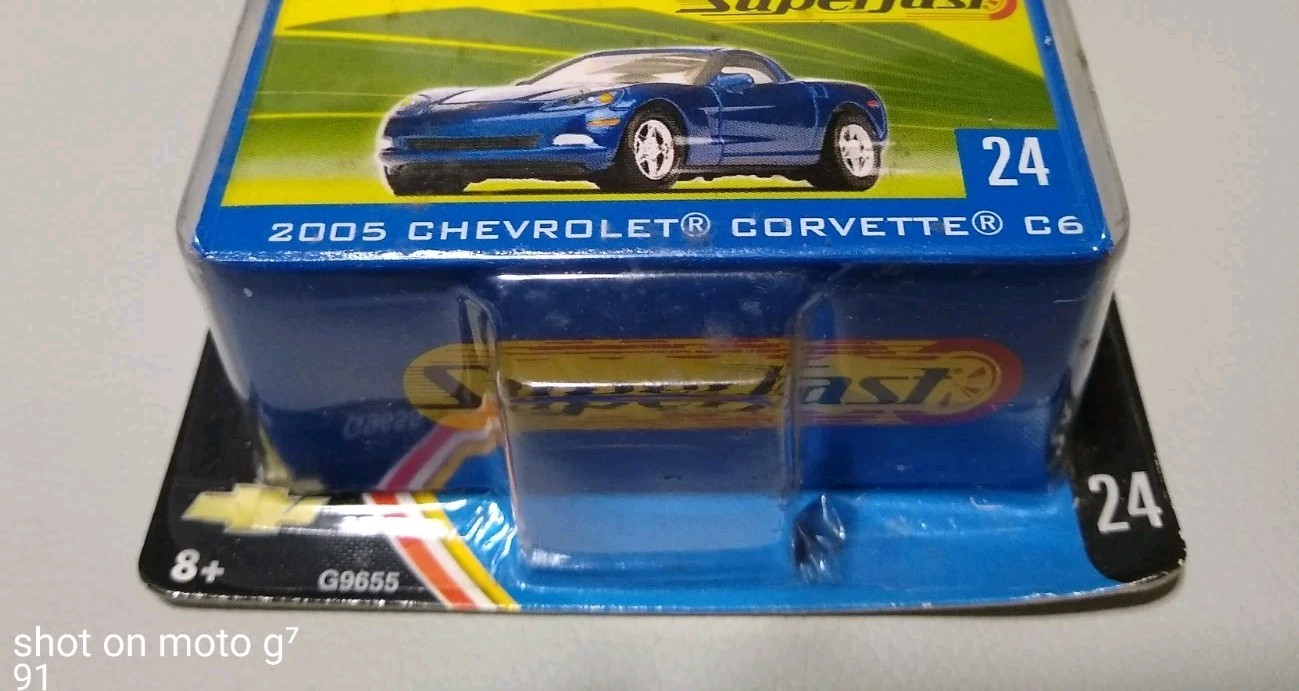 Superfast
24
2005 CHEVROLET® CORVETTE® C6
Superfast
24
8+
G9655
shot on moto g⁷
91